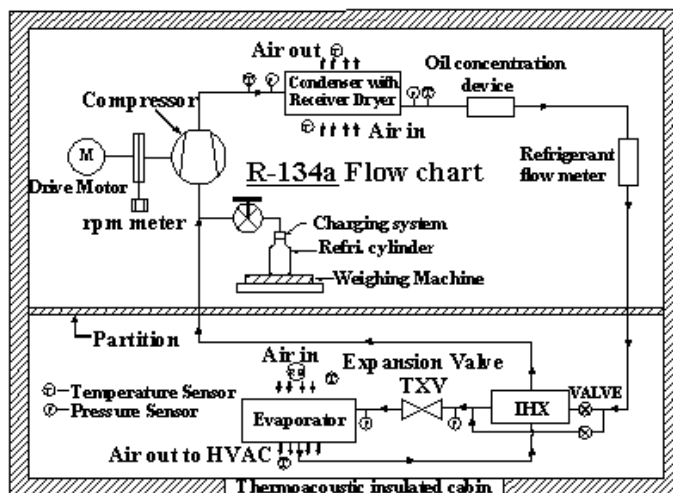 Air out
T
Condenser with
Receiver Dryer
T P
P T
Oil concentration
device
Compressor
T
Air in
M
R-134a Flow chart
Refrigerant
flow meter
Drive Motor
rpm meter
Charging system
Refri. cylinder
Weighing Machine
Partition
Air in
Expansion Valve
TXV
VALVE
T-Temperature Sensor
P-Pressure Sensor
Evaporator
P
P
IHX
Air out to HVAC
T
Thermoacoustic insulated cabin